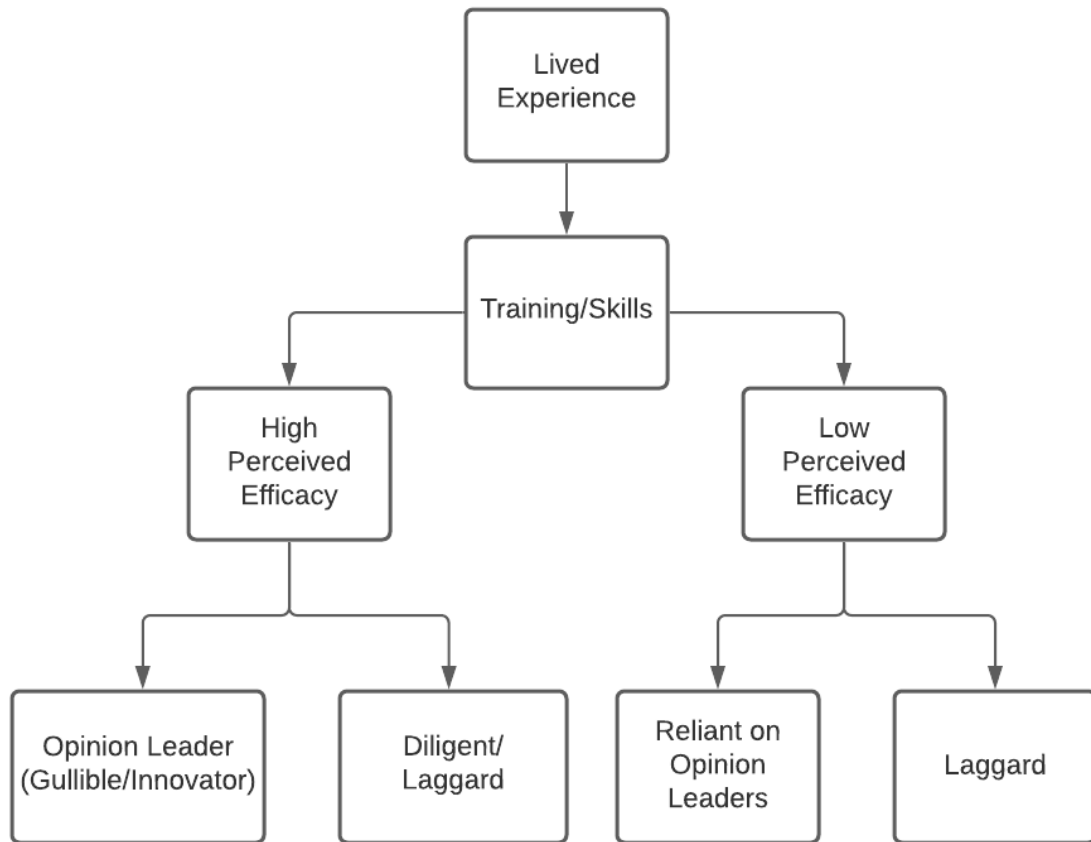 Lived
Experience
Training/Skills
High
Perceived
Efficacy
Low
Perceived
Efficacy
Opinion Leader
(Gullible/Innovator)
Diligent/
Laggard
Reliant on
Opinion
Leaders
Laggard